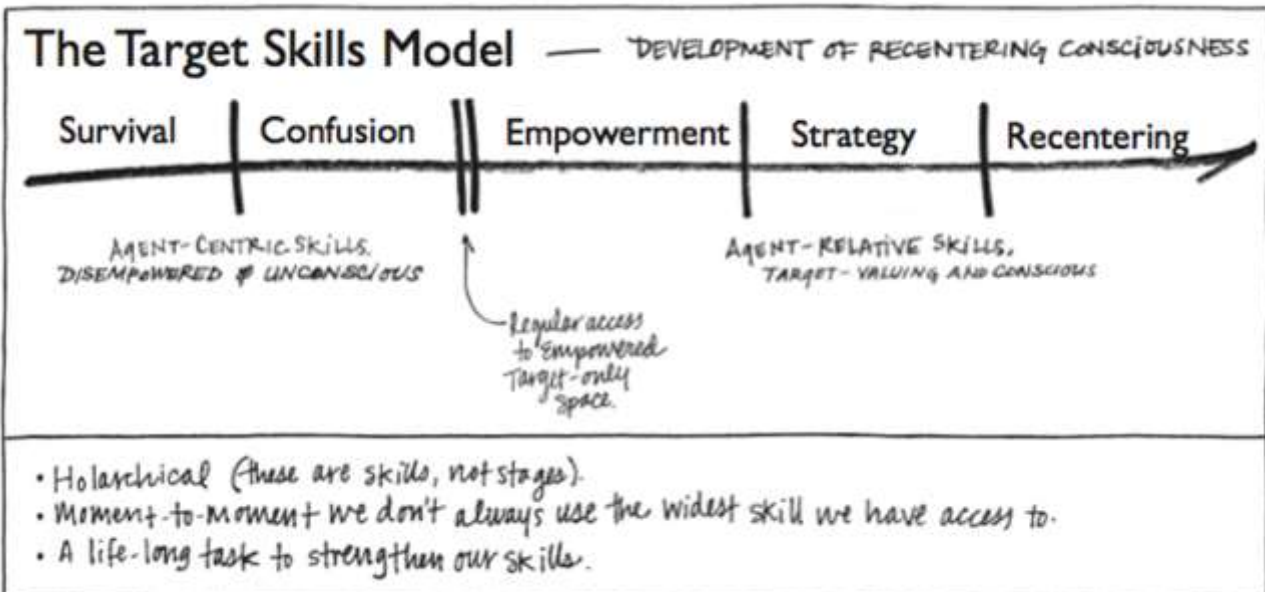 The Target Skills Model — DEVELOPMENT OF RECENTERING CONSCIOUSNESS
Survival Confusion Empowerment Strategy Recentering
AGENT-CENTRIC SKILLS.
DISEMPOWERED & UNCONSCIOUS
AGENT-RELATIVE SKILLS.
TARGET-VALUING AND CONSCIOUS
Regular access
to Empowered
Target-only
space.
• Holarchical (these are skills, not stages).
• Moment-to-moment we don't always use the widest skill we have access to.
• A life-long task to strengthen our skills.